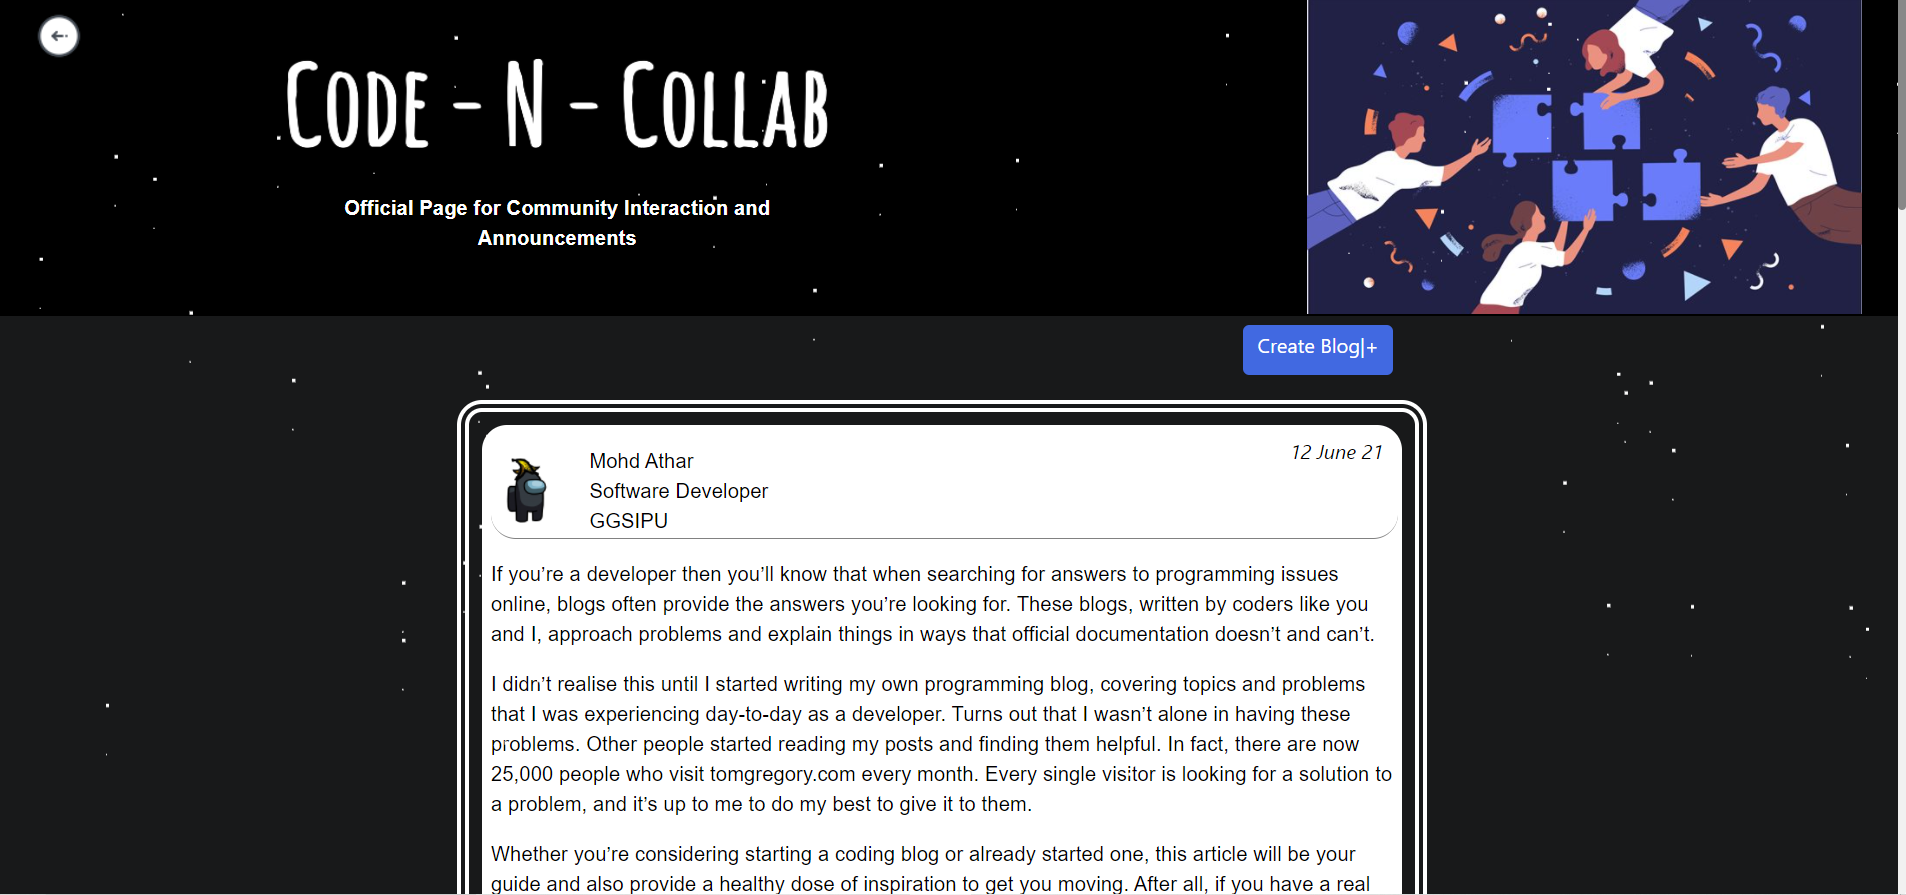 CODE - N - COLLAB
Official Page for Community Interaction and
Announcements
Create Blog|+
Mohd Athar
12 June 21
Software Developer
GGSIPU
If you’re a developer then you’ll know that when searching for answers to programming issues
online, blogs often provide the answers you’re looking for. These blogs, written by coders like you
and I, approach problems and explain things in ways that official documentation doesn’t and can’t.
I didn’t realise this until I started writing my own programming blog, covering topics and problems
that I was experiencing day-to-day as a developer. Turns out that I wasn’t alone in having these
problems. Other people started reading my posts and finding them helpful. In fact, there are now
25,000 people who visit tomgregory.com every month. Every single visitor is looking for a solution to
a problem, and it’s up to me to do my best to give it to them.
Whether you’re considering starting a coding blog or already started one, this article will be your
guide and also provide a healthy dose of inspiration to get you moving. After all, if you have a real